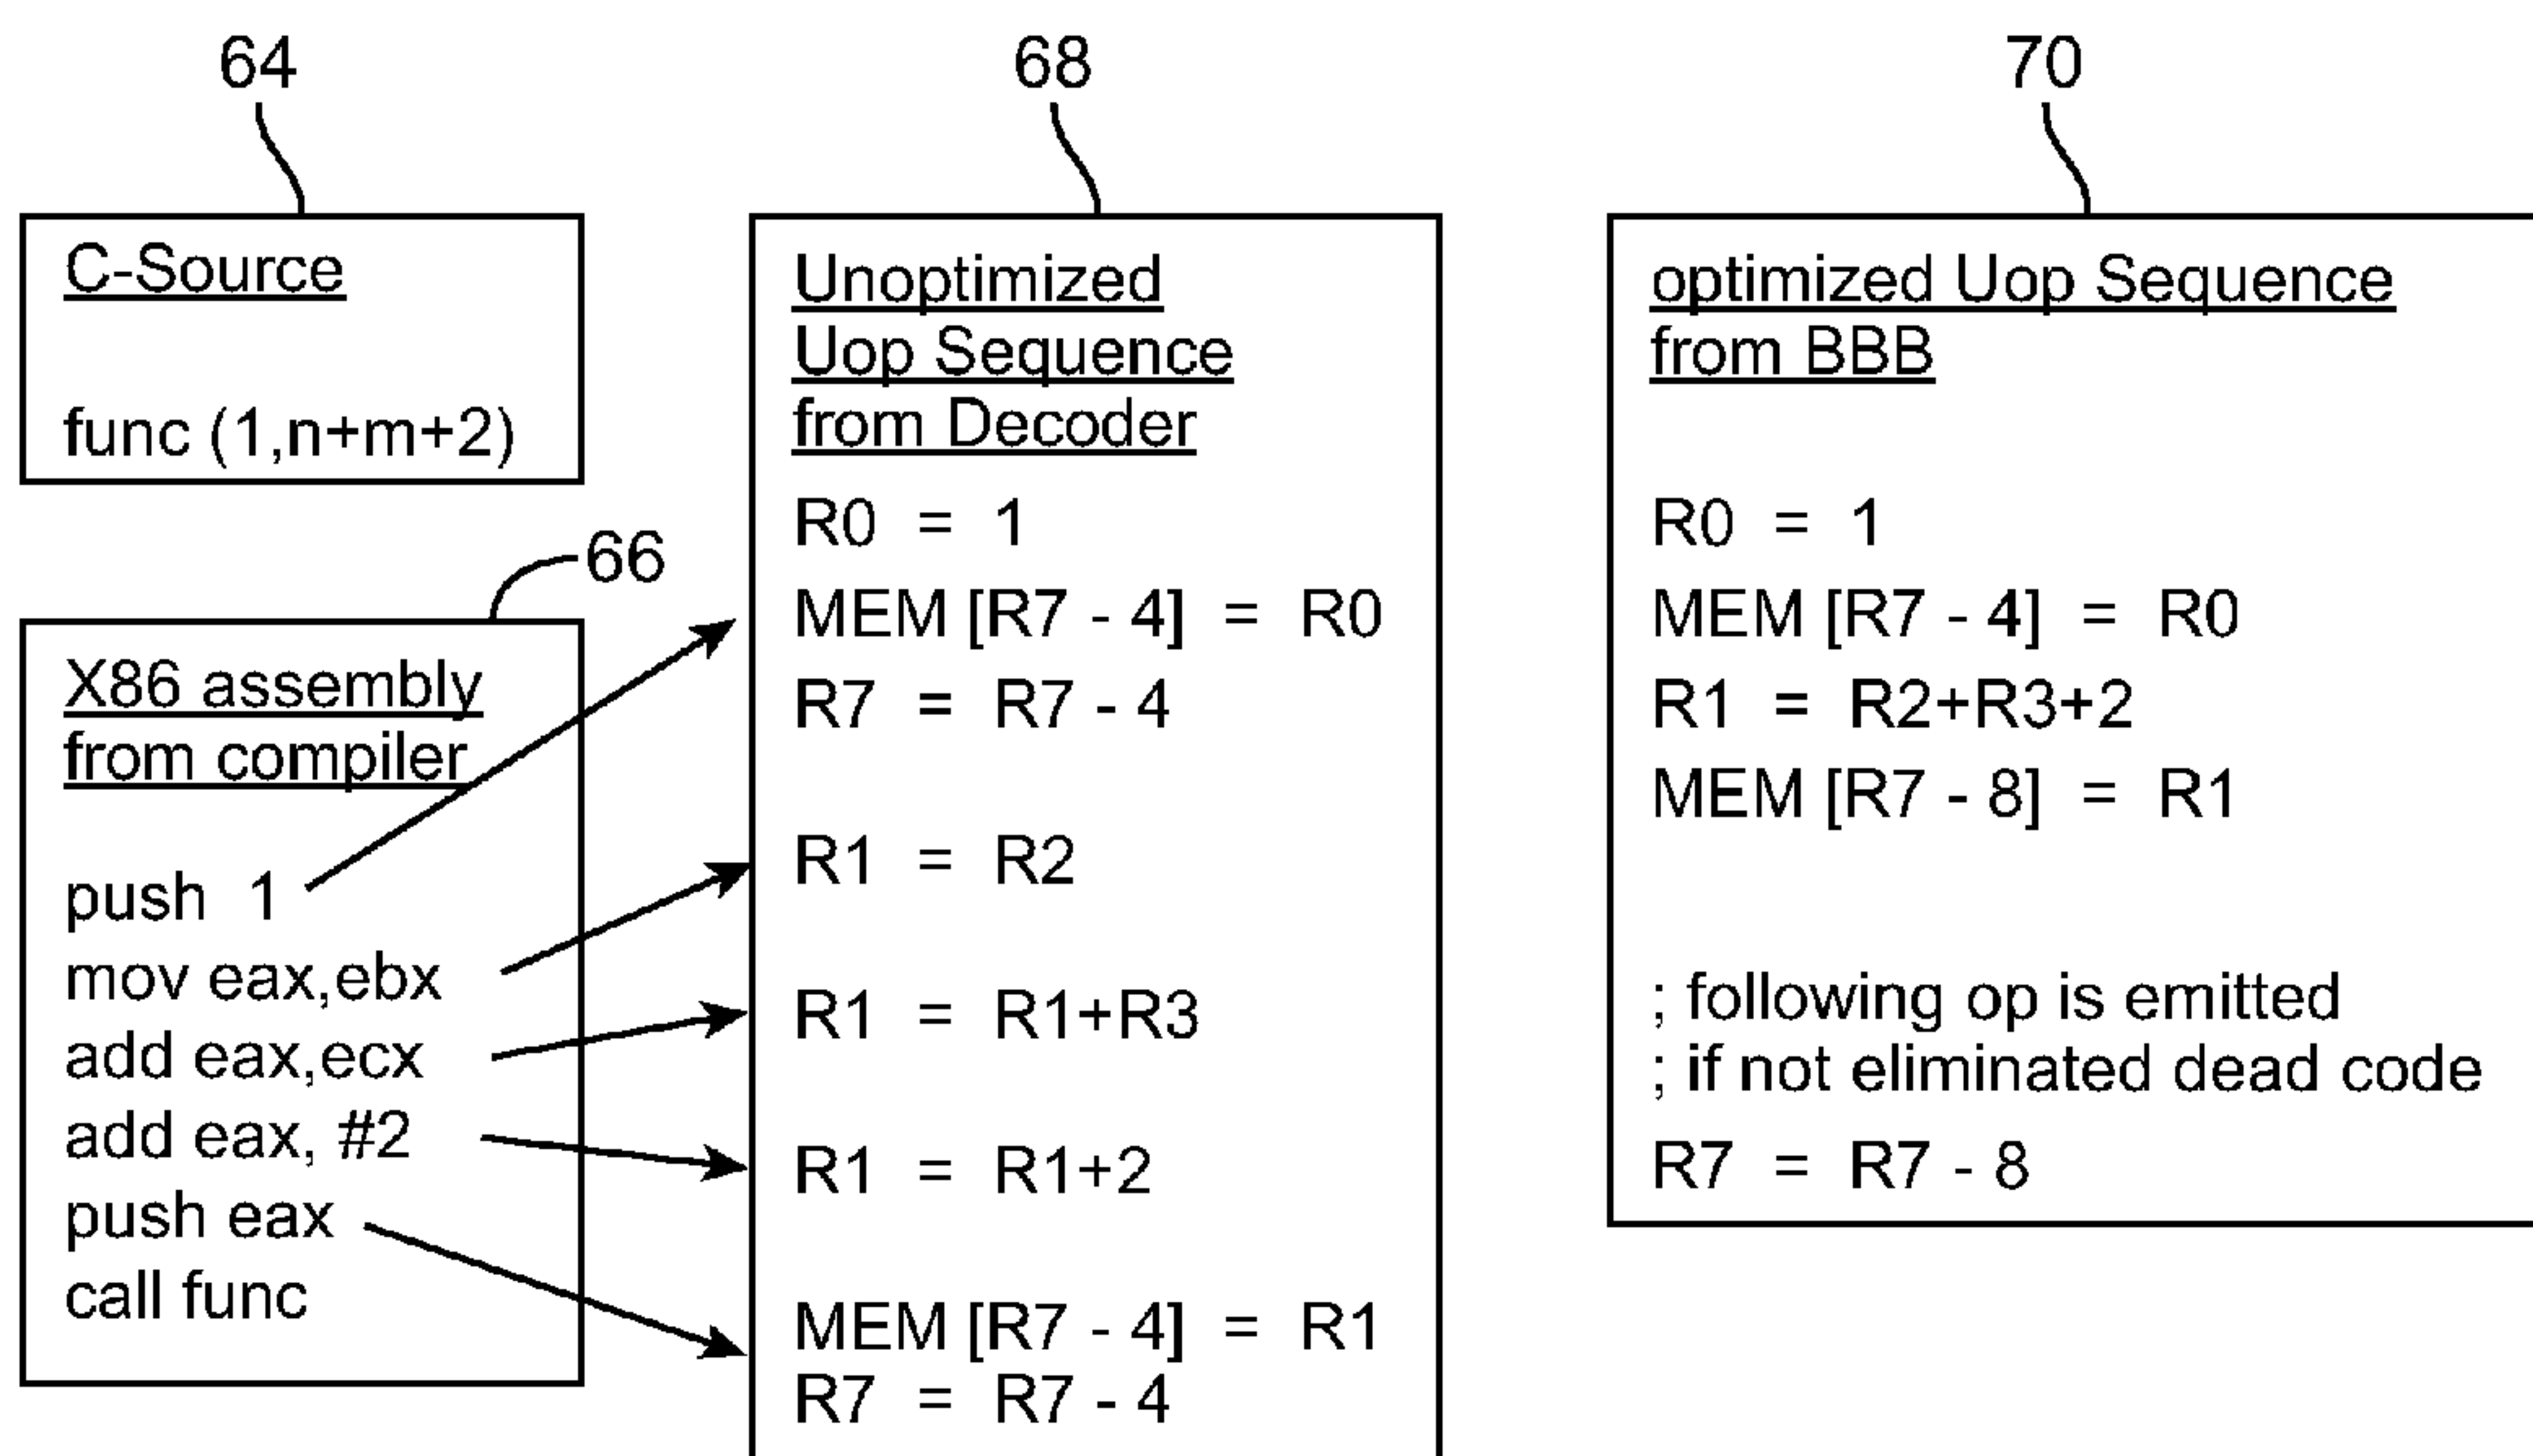 64
C-Source
func (1,n+m+2)
66
X86 assembly
from compiler
push 1
mov eax,ebx
add eax,ecx
add eax, #2
push eax
call func
68
Unoptimized
Uop Sequence
from Decoder
R0 = 1
MEM [R7 - 4] = R0
R7 = R7 - 4
R1 = R2
R1 = R1+R3
R1 = R1+2
MEM [R7 - 4] = R1
R7 = R7 - 4
70
optimized Uop Sequence
from BBB
R0 = 1
MEM [R7 - 4] = R0
R1 = R2+R3+2
MEM [R7 - 8] = R1
; following op is emitted
; if not eliminated dead code
R7 = R7 - 8